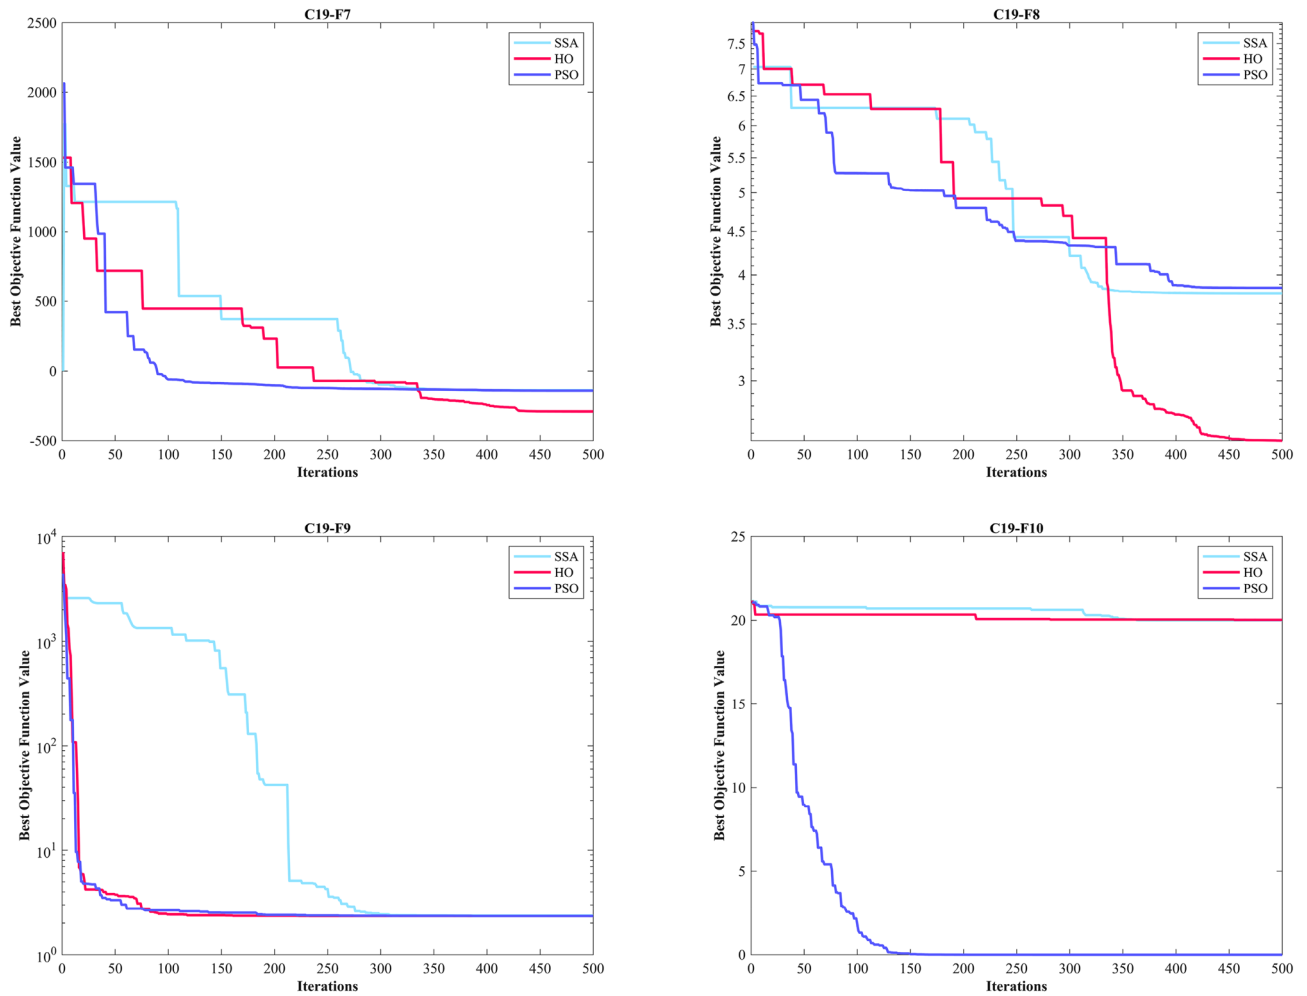 C19-F7
2500
2000
1500
1000
500
0
-500
Best Objective Function Value
SSA
HO
PSO
0 50 100 150 200 250 300 350 400 450 500
Iterations
C19-F8
7.5
7
6.5
6
5.5
5
4.5
4
3.5
3
Best Objective Function Value
SSA
HO
PSO
0 50 100 150 200 250 300 350 400 450 500
Iterations
C19-F9
10^4
10^3
10^2
10^1
10^0
Best Objective Function Value
SSA
HO
PSO
0 50 100 150 200 250 300 350 400 450 500
Iterations
C19-F10
25
20
15
10
5
0
Best Objective Function Value
SSA
HO
PSO
0 50 100 150 200 250 300 350 400 450 500
Iterations